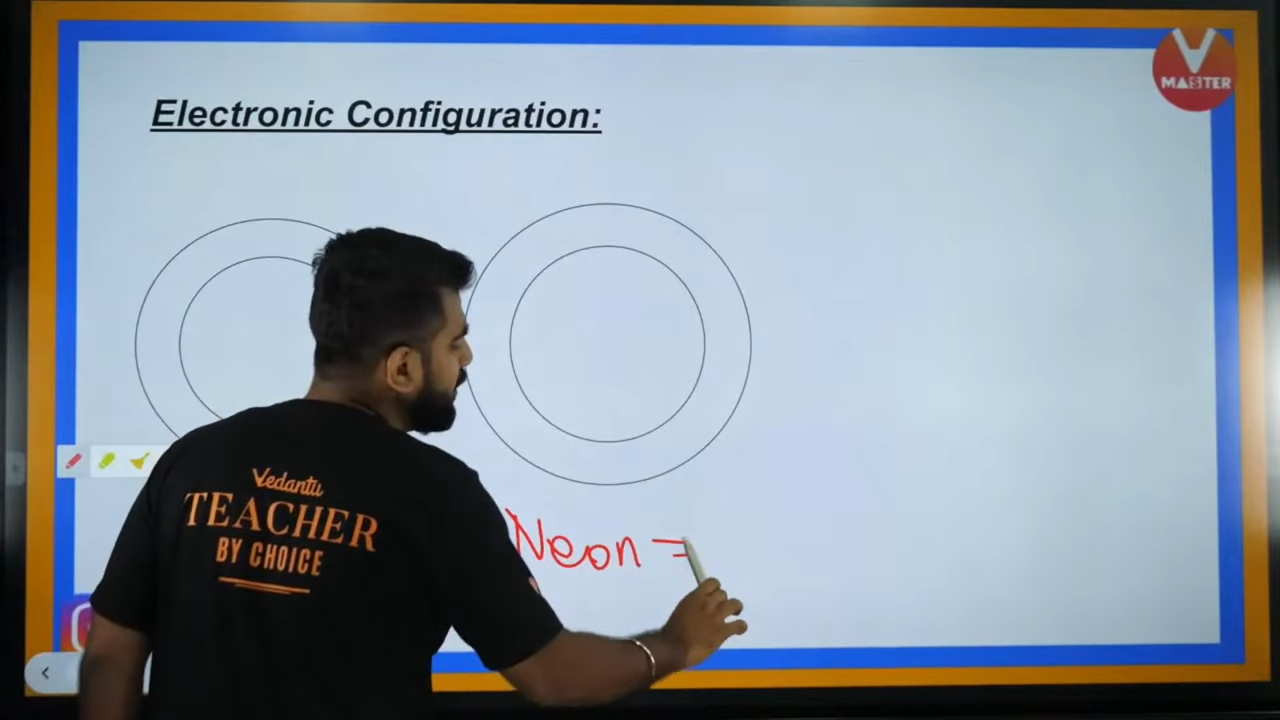 MASTER
Electronic Configuration:
Vedantu
TEACHER
BY CHOICE
Neon =